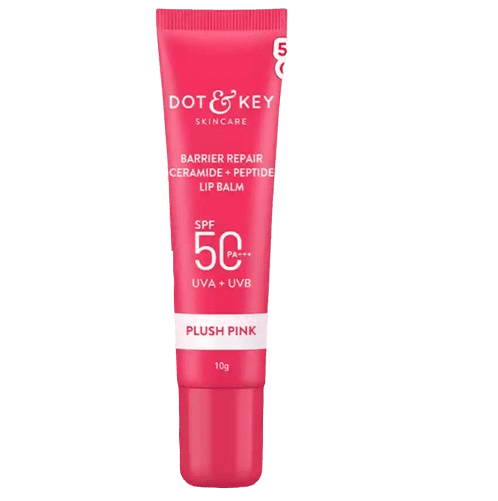 DOT & KEY
SKINCARE
BARRIER REPAIR
CERAMIDE + PEPTIDE
LIP BALM
SPF
50
PA+++
UVA + UVB
PLUSH PINK
10g